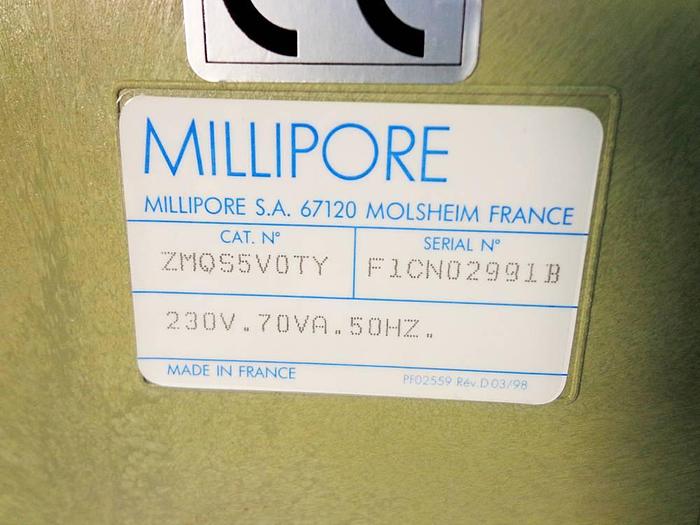 MILLIPORE
MILLIPORE S.A. 67120 MOLSHEIM FRANCE
CAT. N° SERIAL N°
ZMQS5V0TY F1CN02991B
230V.70VA.50HZ.
MADE IN FRANCE PF02559 Rév.D 03/98